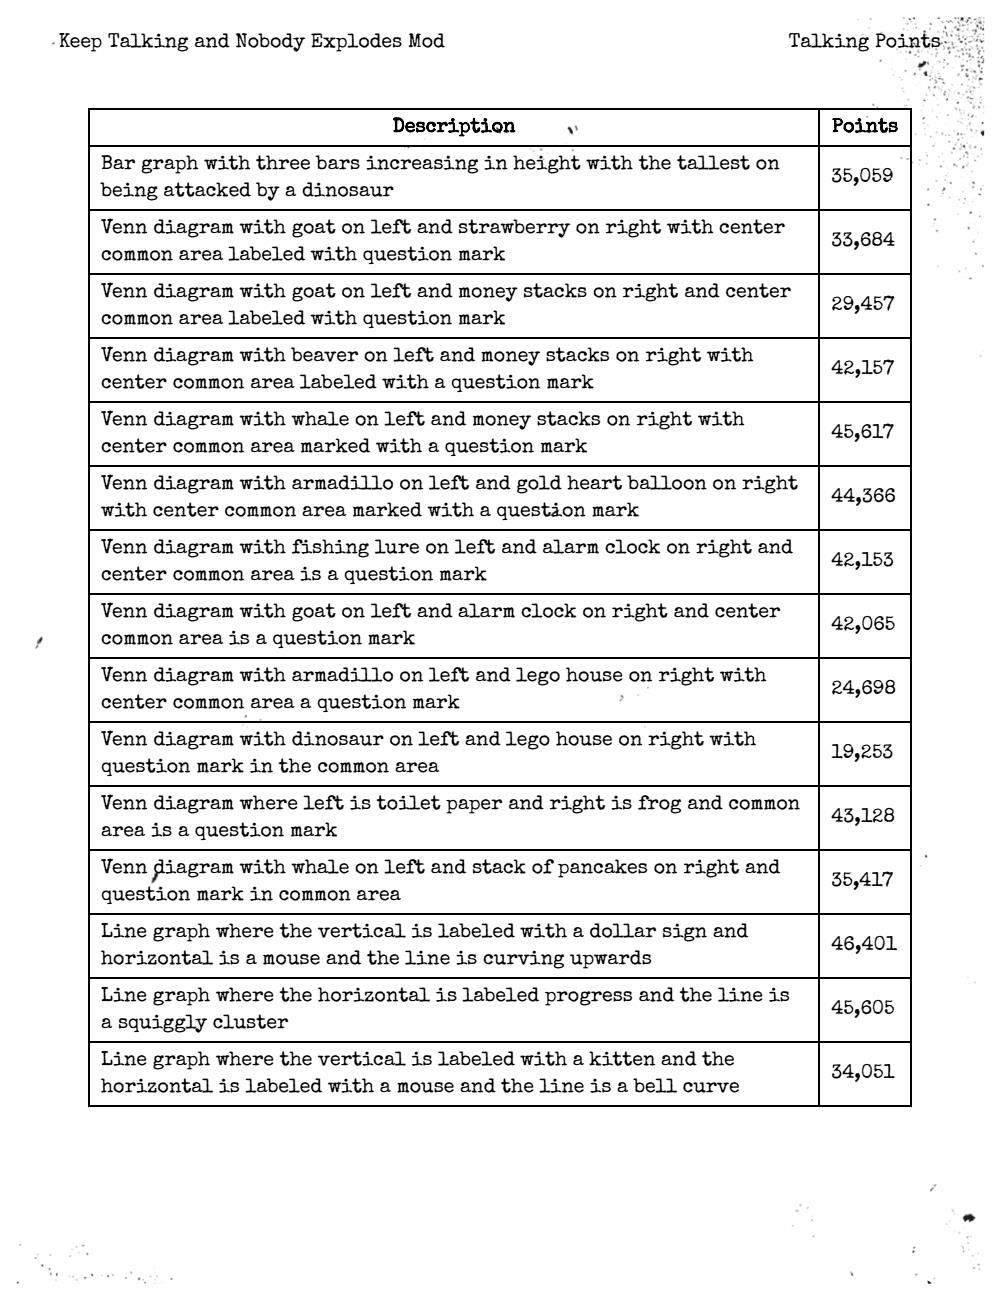 Keep Talking and Nobody Explodes Mod Talking Points
Description Points
Bar graph with three bars increasing in height with the tallest on
being attacked by a dinosaur
35,059
Venn diagram with goat on left and strawberry on right with center
common area labeled with question mark
33,684
Venn diagram with goat on left and money stacks on right and center
common area labeled with question mark
29,457
Venn diagram with beaver on left and money stacks on right with
center common area labeled with a question mark
42,157
Venn diagram with whale on left and money stacks on right with
center common area marked with a question mark
45,617
Venn diagram with armadillo on left and gold heart balloon on right
with center common area marked with a question mark
44,366
Venn diagram with fishing lure on left and alarm clock on right and
center common area is a question mark
42,153
Venn diagram with goat on left and alarm clock on right and center
common area is a question mark
42,065
Venn diagram with armadillo on left and lego house on right with
center common area a question mark
24,698
Venn diagram with dinosaur on left and lego house on right with
question mark in the common area
19,253
Venn diagram where left is toilet paper and right is frog and common
area is a question mark
43,128
Venn diagram with whale on left and stack of pancakes on right and
question mark in common area
35,417
Line graph where the vertical is labeled with a dollar sign and
horizontal is a mouse and the line is curving upwards
46,401
Line graph where the horizontal is labeled progress and the line is
a squiggly cluster
45,605
Line graph where the vertical is labeled with a kitten and the
horizontal is labeled with a mouse and the line is a bell curve
34,051